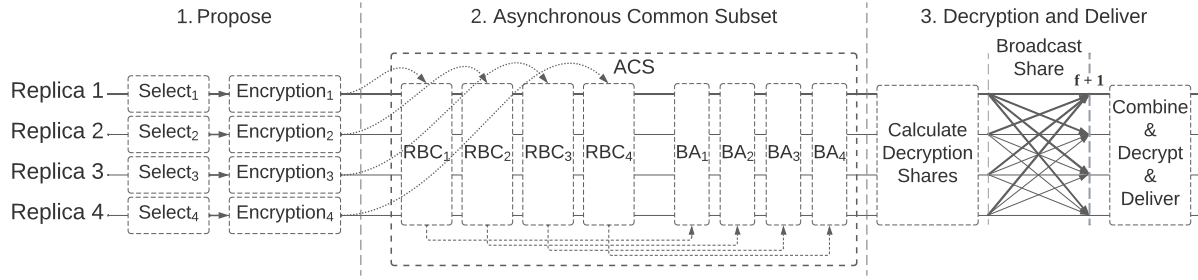 1. Propose
2. Asynchronous Common Subset
3. Decryption and Deliver
Broadcast
Share
f + 1
ACS
Replica 1
Select1
Encryption1
Replica 2
Select2
Encryption2
Replica 3
Select3
Encryption3
Replica 4
Select4
Encryption4
RBC1
RBC2
RBC3
RBC4
BA1
BA2
BA3
BA4
Calculate
Decryption
Shares
Combine
&
Decrypt
&
Deliver